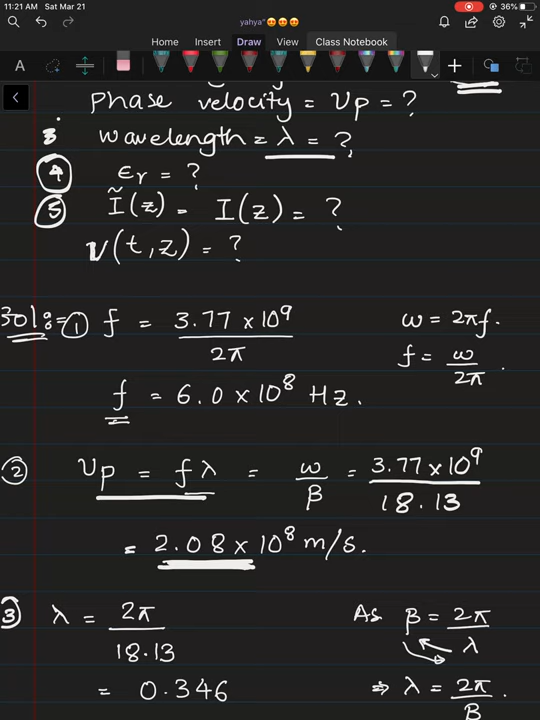 11:21 AM Sat Mar 21
36%
yahya"😍😍😍
Home Insert Draw View Class Notebook
A
Phase velocity = υp = ?
3 wavelength = λ = ?
④ εr = ?
⑤ Ĩ(z) = I(z) = ?
v(t, z) = ?
Sol:= ① f = 3.77 × 10⁹ / 2π
ω = 2πf.
f = ω / 2π .
f = 6.0 × 10⁸ Hz.
② υp = fλ = ω / β = 3.77 × 10⁹ / 18.13
= 2.08 × 10⁸ m/s.
③ λ = 2π / 18.13
As β = 2π / λ
= 0.346
⇒ λ = 2π / β .